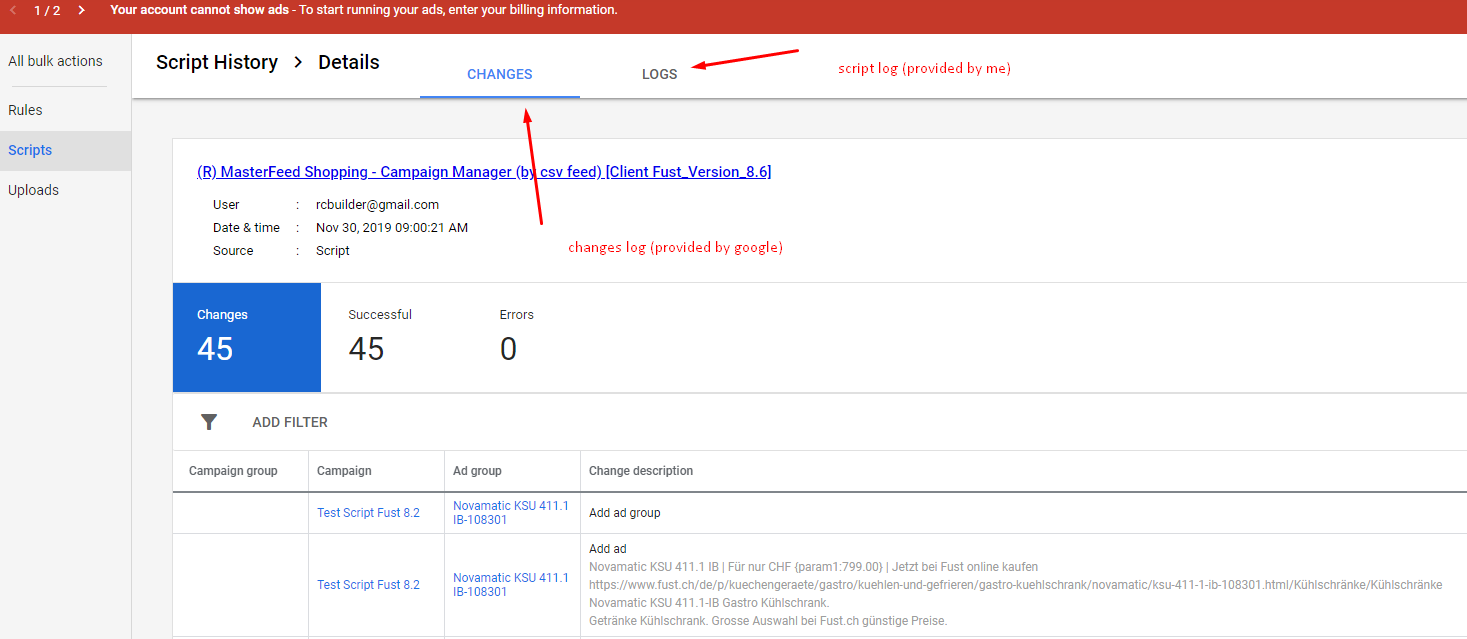 1 / 2 Your account cannot show ads - To start running your ads, enter your billing information.
All bulk actions
Rules
Scripts
Uploads
Script History > Details
CHANGES
LOGS
script log (provided by me)
(R) MasterFeed Shopping - Campaign Manager (by csv feed) [Client Fust_Version_8.6]
User : rcbuilder@gmail.com
Date & time : Nov 30, 2019 09:00:21 AM
Source : Script
changes log (provided by google)
Changes Successful Errors
45 45 0
ADD FILTER
Campaign group Campaign Ad group Change description
Test Script Fust 8.2
Novamatic KSU 411.1
IB-108301
Add ad group
Test Script Fust 8.2
Novamatic KSU 411.1
IB-108301
Add ad
Novamatic KSU 411.1 IB | Für nur CHF {param1:799.00} | Jetzt bei Fust online kaufen
https://www.fust.ch/de/p/kuechengeraete/gastro/kuehlen-und-gefrieren/gastro-kuehlschrank/novamatic/ksu-411-1-ib-108301.html/Kühlschränke/Kühlschränke
Novamatic KSU 411.1-IB Gastro Kühlschrank.
Getränke Kühlschrank. Grosse Auswahl bei Fust.ch günstige Preise.